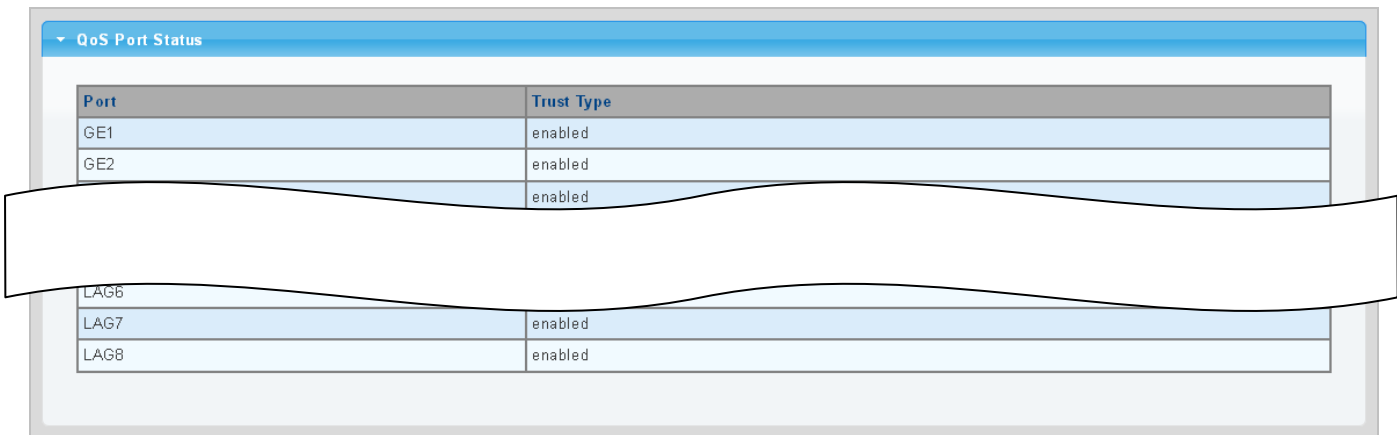 QoS Port Status
Port Trust Type
GE1 enabled
GE2 enabled
enabled
LAG6
LAG7 enabled
LAG8 enabled